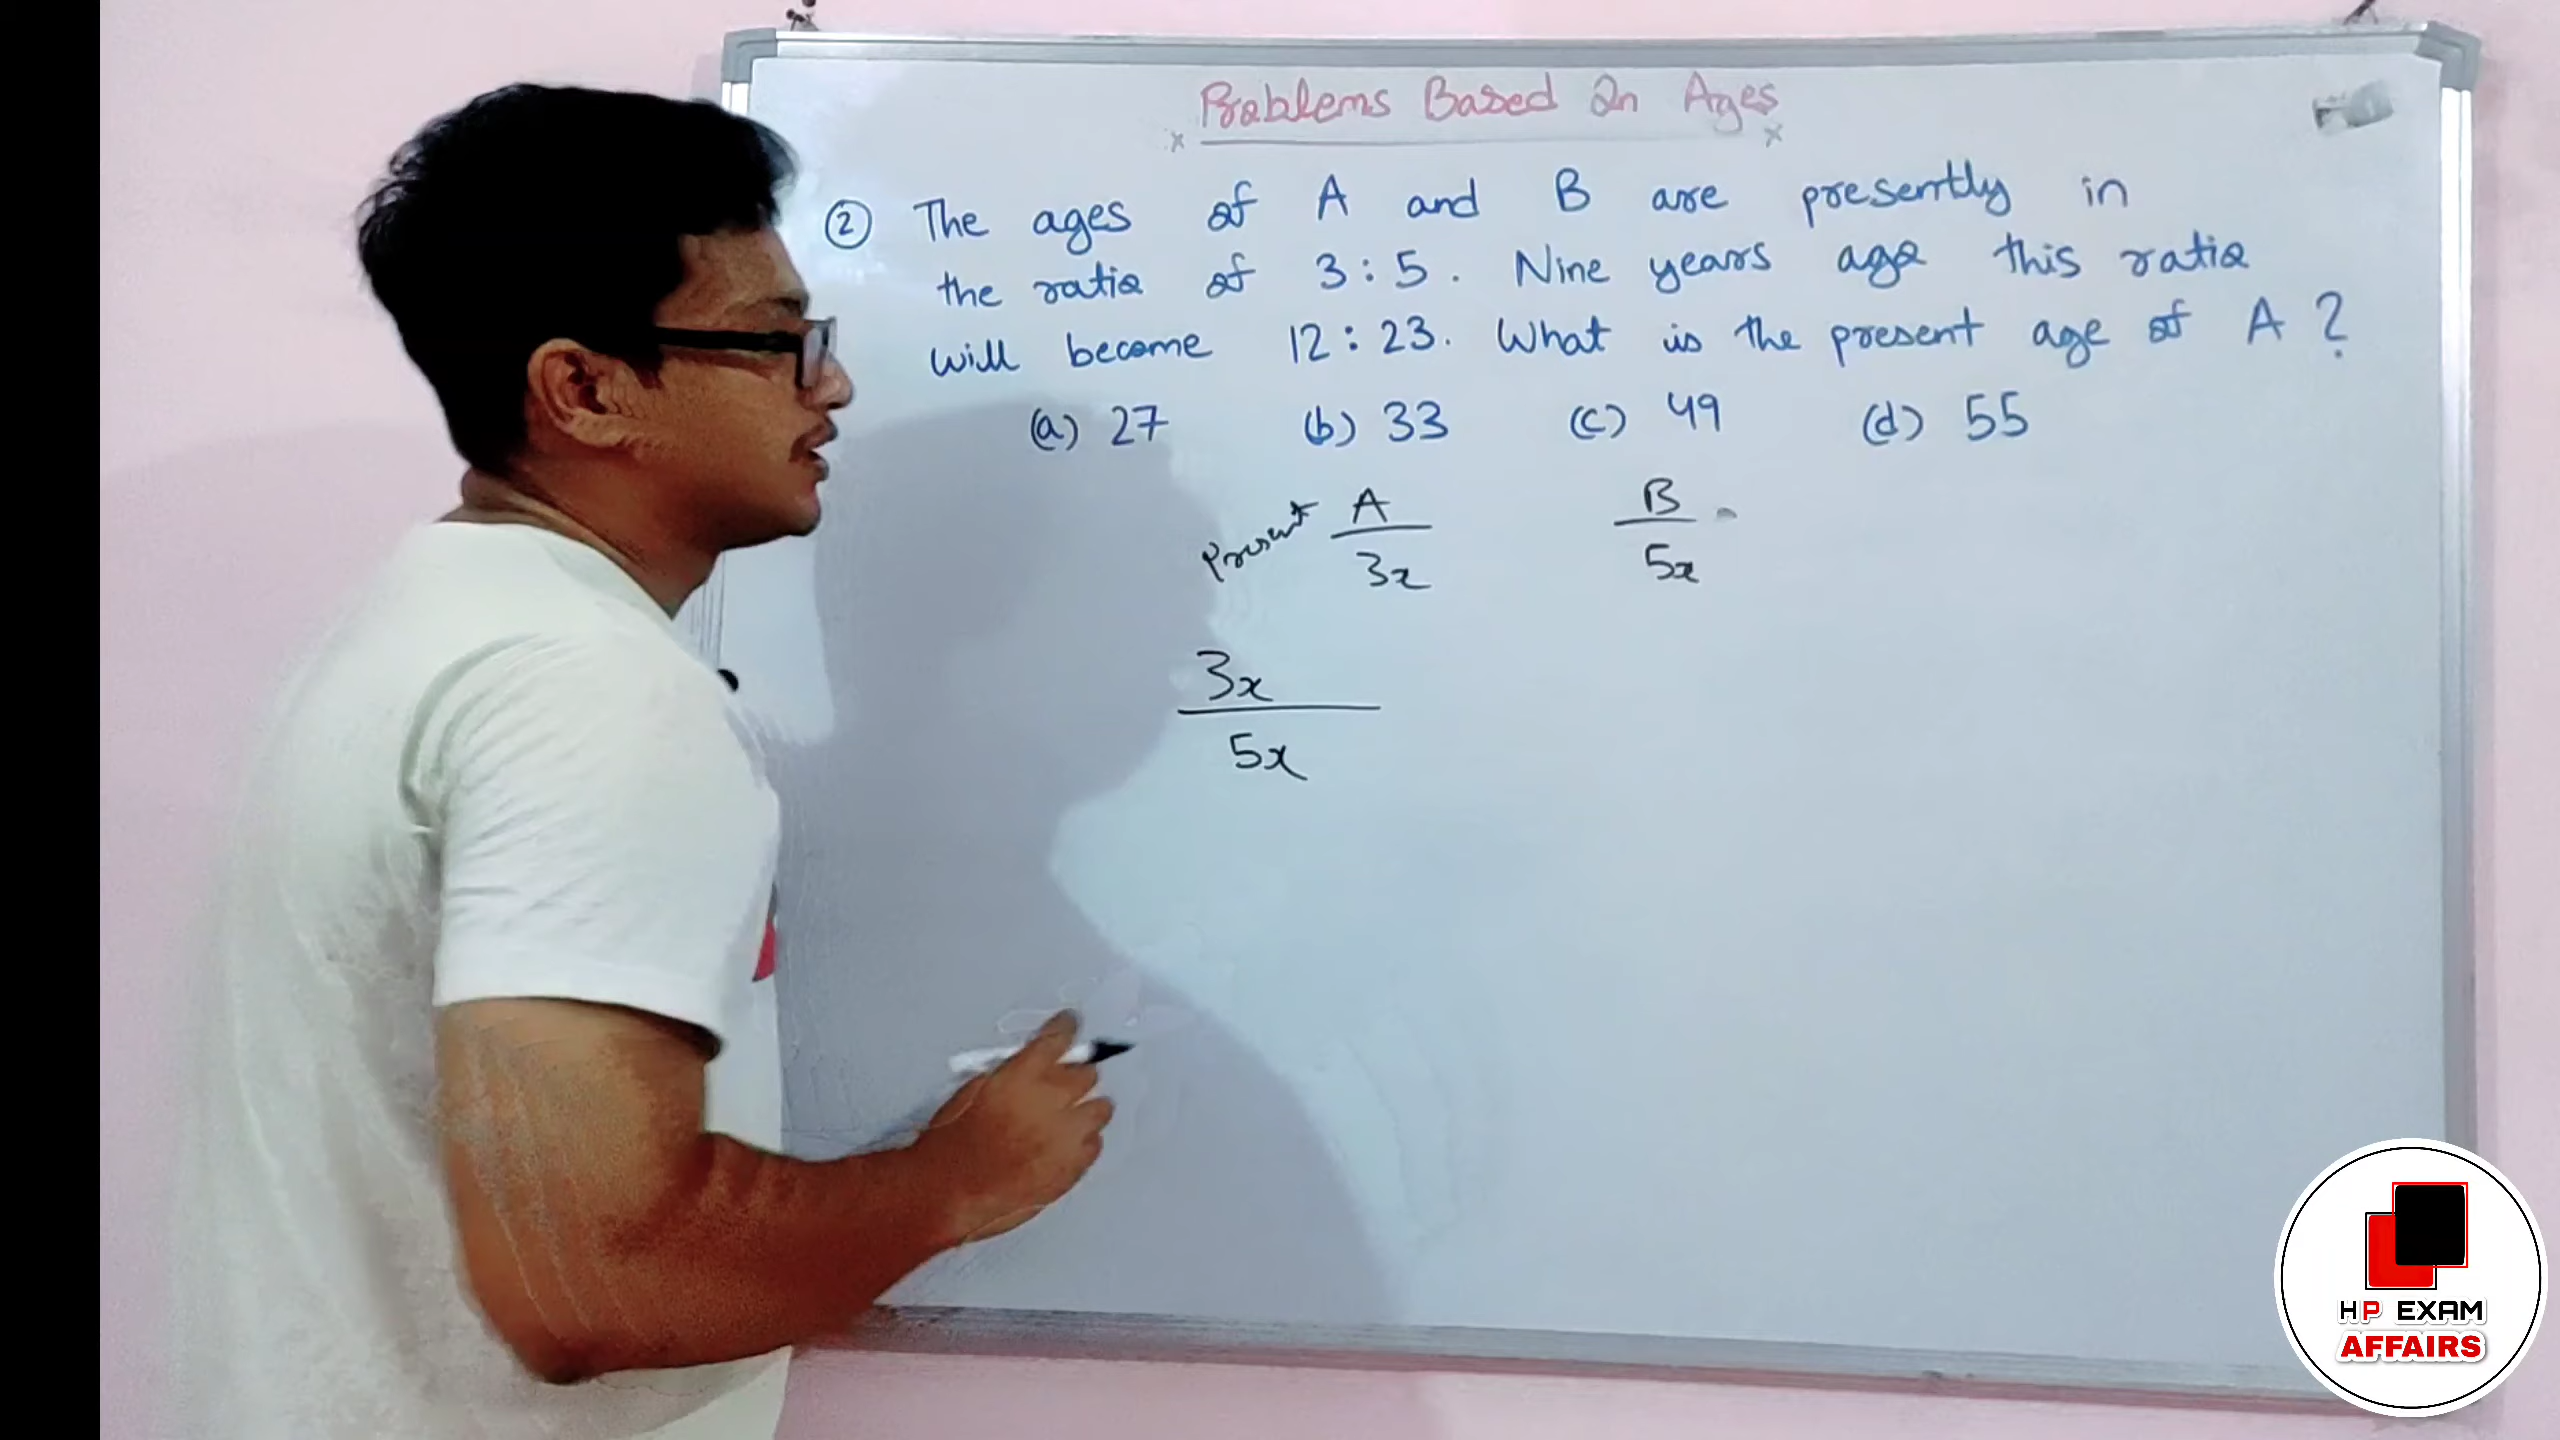 Problems Based On Ages
② The ages of A and B are presently in
the ratio of 3:5. Nine years ago this ratio
will become 12:23. What is the present age of A?
(a) 27 (b) 33 (c) 49 (d) 55
Present A B
3x 5x
3x
5x
HP EXAM
AFFAIRS